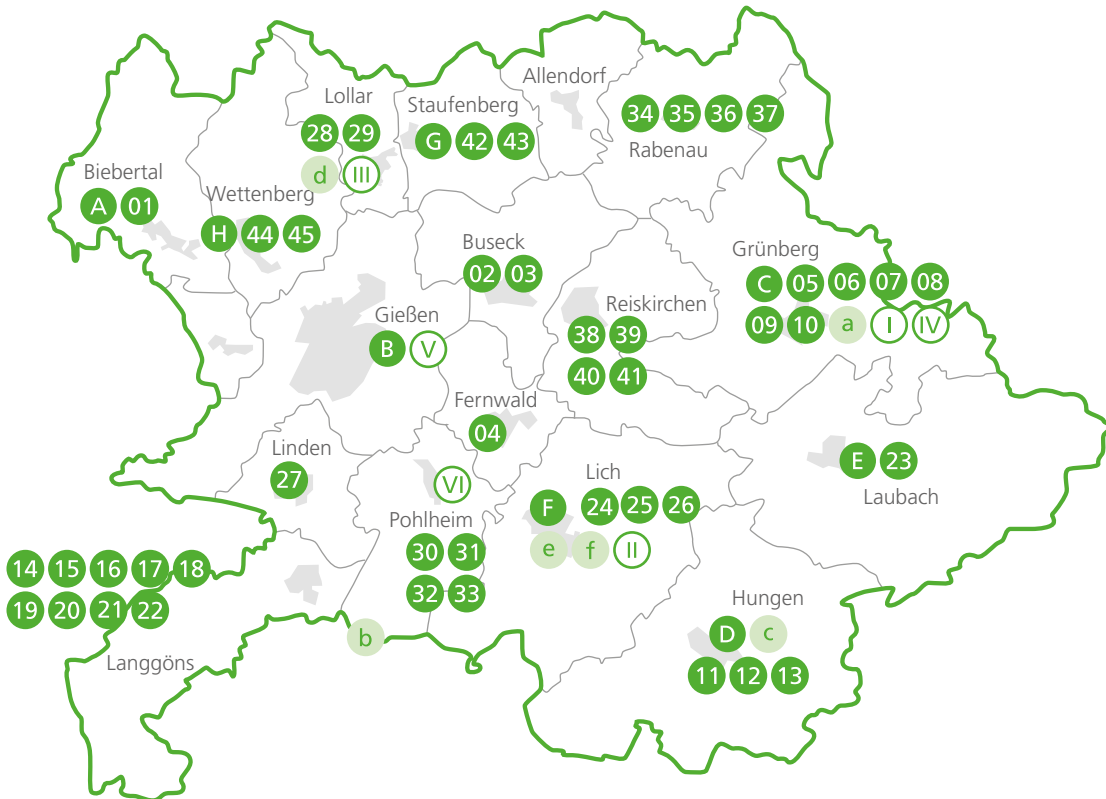 Allendorf
Lollar
28 29
d III
Staufenberg
G 42 43
34 35 36 37
Rabenau
Biebertal
A 01
Wettenberg
H 44 45
Buseck
02 03
Grünberg
C 05 06 07 08
09 10 a I IV
Reiskirchen
38 39
40 41
Gießen
B V
Fernwald
04
Linden
27
E 23
Laubach
VI
Pohlheim
30 31
32 33
Lich
F 24 25 26
e f II
14 15 16 17 18
19 20 21 22
Langgöns
b
Hungen
D c
11 12 13